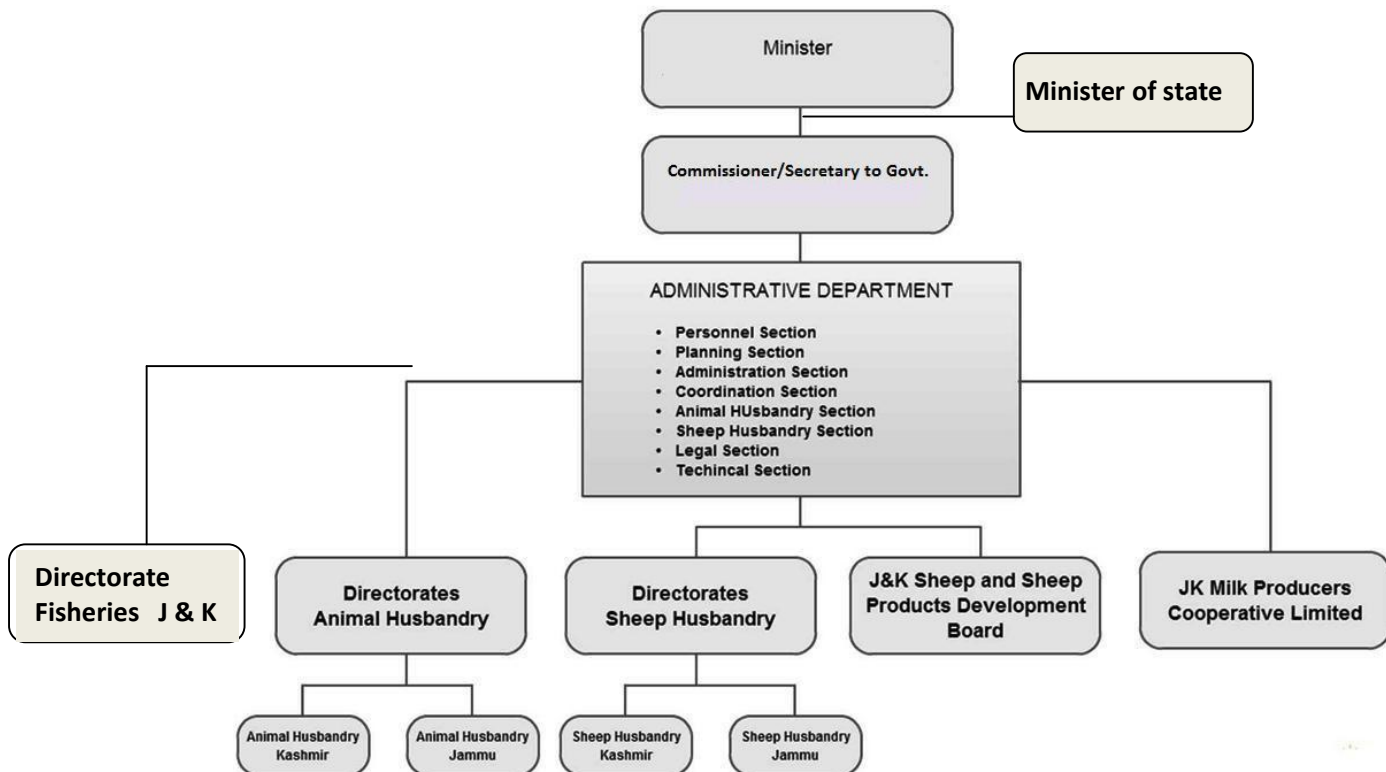 Minister
Minister of state
Commissioner/Secretary to Govt.
ADMINISTRATIVE DEPARTMENT
• Personnel Section
• Planning Section
• Administration Section
• Coordination Section
• Animal HUsbandry Section
• Sheep Husbandry Section
• Legal Section
• Techincal Section
Directorate
Fisheries J & K
Directorates
Animal Husbandry
Directorates
Sheep Husbandry
J&K Sheep and Sheep
Products Development
Board
JK Milk Producers
Cooperative Limited
Animal Husbandry
Kashmir
Animal Husbandry
Jammu
Sheep Husbandry
Kashmir
Sheep Husbandry
Jammu